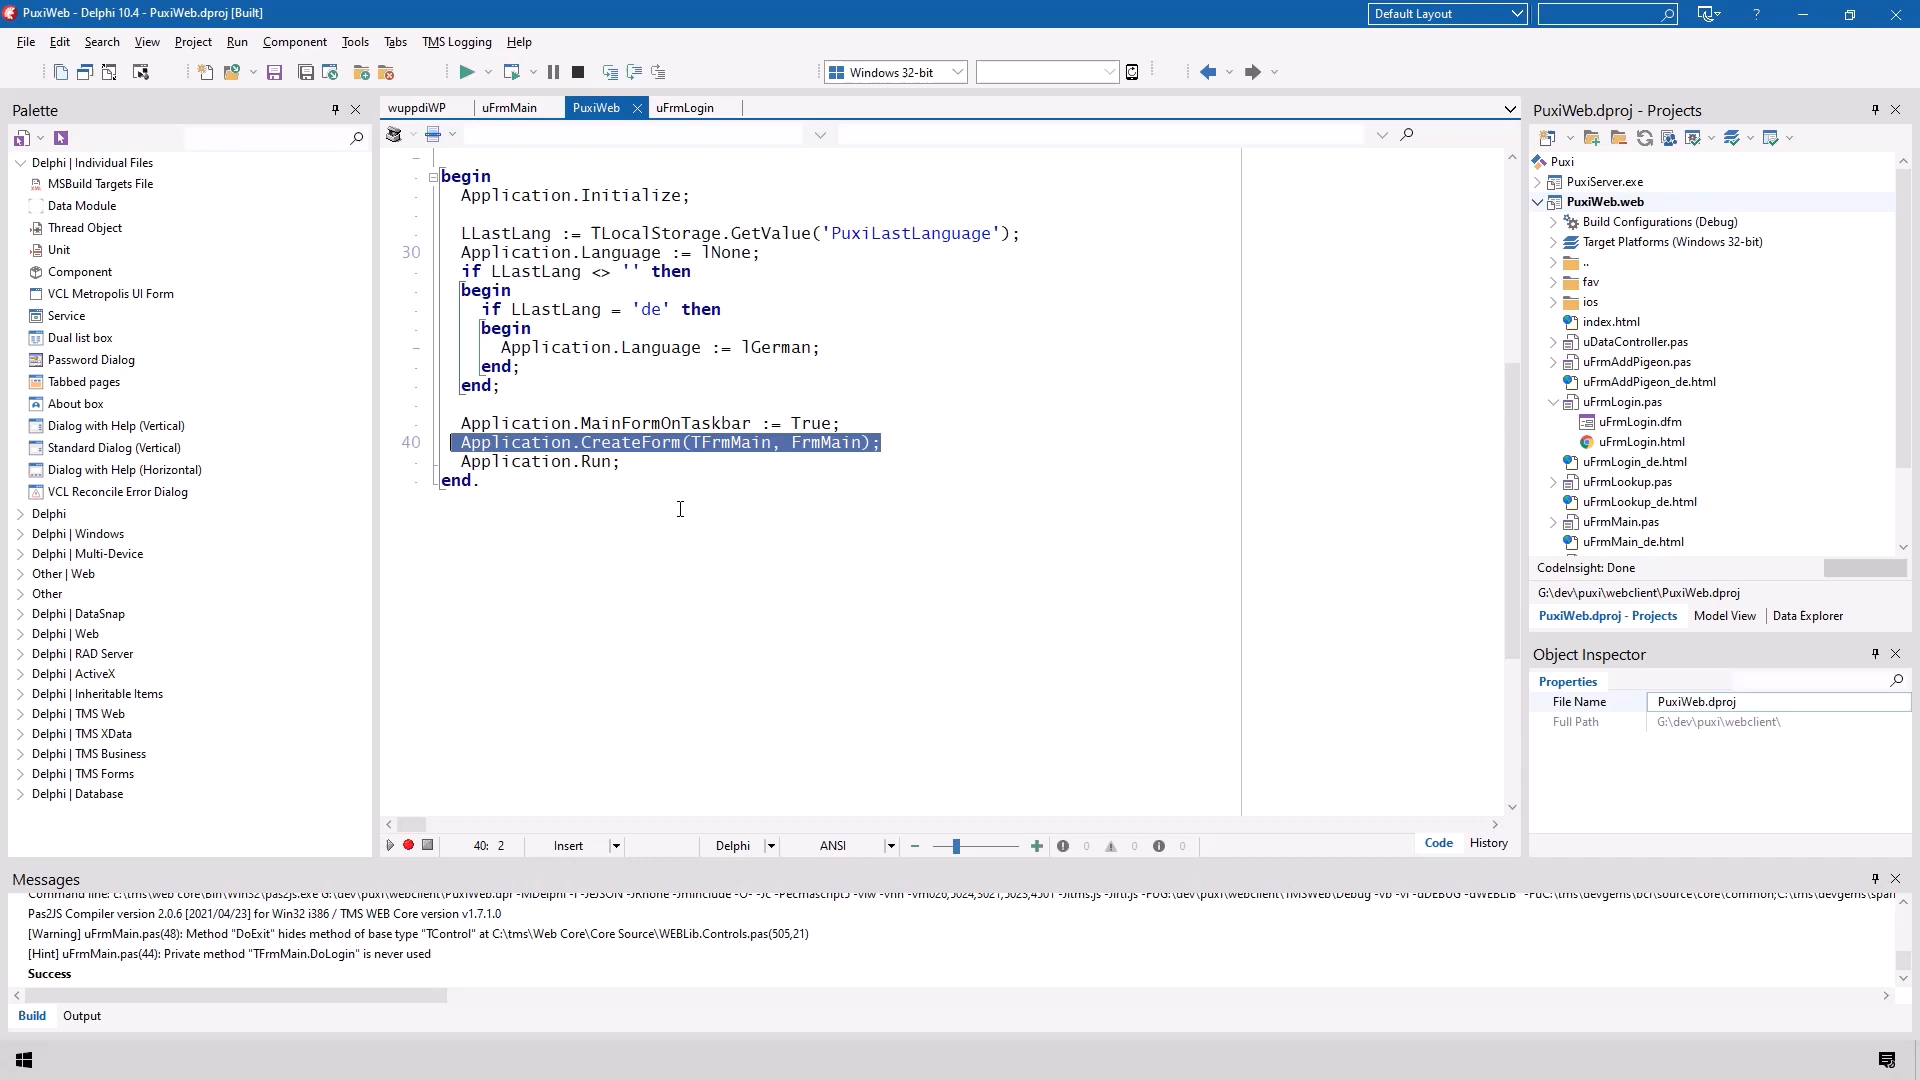 PuxiWeb - Delphi 10.4 - PuxiWeb.dproj [Built]
Default Layout
File Edit Search View Project Run Component Tools Tabs TMS Logging Help
Windows 32-bit
Palette
Delphi | Individual Files
MSBuild Targets File
Data Module
Thread Object
Unit
Component
VCL Metropolis UI Form
Service
Dual list box
Password Dialog
Tabbed pages
About box
Dialog with Help (Vertical)
Standard Dialog (Vertical)
Dialog with Help (Horizontal)
VCL Reconcile Error Dialog
Delphi
Delphi | Windows
Delphi | Multi-Device
Other | Web
Other
Delphi | DataSnap
Delphi | Web
Delphi | RAD Server
Delphi | ActiveX
Delphi | Inheritable Items
Delphi | TMS Web
Delphi | TMS XData
Delphi | TMS Business
Delphi | TMS Forms
Delphi | Database
wuppdiWP uFrmMain PuxiWeb uFrmLogin
begin
Application.Initialize;
LLastLang := TLocalStorage.GetValue('PuxiLastLanguage');
30 Application.Language := lNone;
if LLastLang <> '' then
begin
if LLastLang = 'de' then
begin
Application.Language := lGerman;
end;
end;
Application.MainFormOnTaskbar := True;
40 Application.CreateForm(TFrmMain, FrmMain);
Application.Run;
end.
40: 2 Insert Delphi ANSI 0 0 0 Code History
PuxiWeb.dproj - Projects
Puxi
PuxiServer.exe
PuxiWeb.web
Build Configurations (Debug)
Target Platforms (Windows 32-bit)
..
fav
ios
index.html
uDataController.pas
uFrmAddPigeon.pas
uFrmAddPigeon_de.html
uFrmLogin.pas
uFrmLogin.dfm
uFrmLogin.html
uFrmLogin_de.html
uFrmLookup.pas
uFrmLookup_de.html
uFrmMain.pas
uFrmMain_de.html
CodeInsight: Done
G:\dev\puxi\webclient\PuxiWeb.dproj
PuxiWeb.dproj - Projects Model View Data Explorer
Object Inspector
Properties
File Name PuxiWeb.dproj
Full Path G:\dev\puxi\webclient\
Messages
Pas2JS Compiler version 2.0.6 [2021/04/23] for Win32 i386 / TMS WEB Core version v1.7.1.0
[Warning] uFrmMain.pas(48): Method "DoExit" hides method of base type "TControl" at C:\tms\Web Core\Core Source\WEBLib.Controls.pas(505,21)
[Hint] uFrmMain.pas(44): Private method "TFrmMain.DoLogin" is never used
Success
Build Output